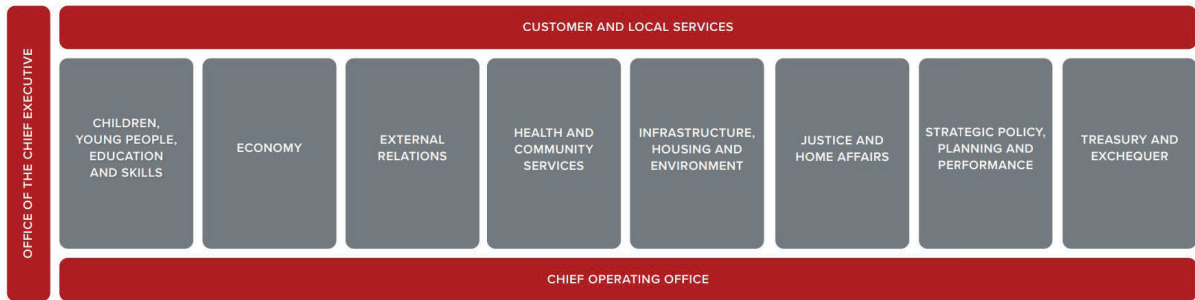 OFFICE OF THE CHIEF EXECUTIVE
CUSTOMER AND LOCAL SERVICES
CHILDREN,
YOUNG PEOPLE,
EDUCATION
AND SKILLS
ECONOMY
EXTERNAL
RELATIONS
HEALTH AND
COMMUNITY
SERVICES
INFRASTRUCTURE,
HOUSING AND
ENVIRONMENT
JUSTICE AND
HOME AFFAIRS
STRATEGIC POLICY,
PLANNING AND
PERFORMANCE
TREASURY AND
EXCHEQUER
CHIEF OPERATING OFFICE